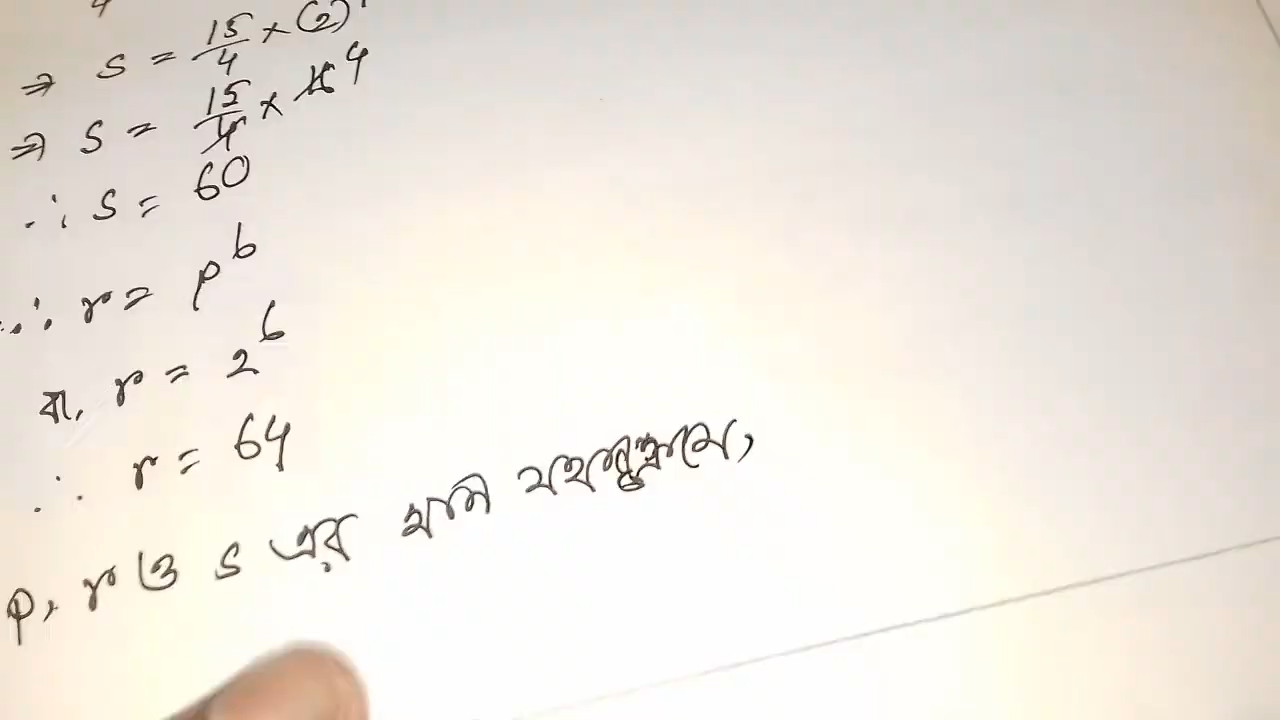 ⇒ s = 15/4 × (2)
⇒ s = 15/4 × 16 4
∴ s = 60
∴ r = p^6
বা, r = 2^6
∴ r = 64
p, r ও s এর মান যথাক্রমে,